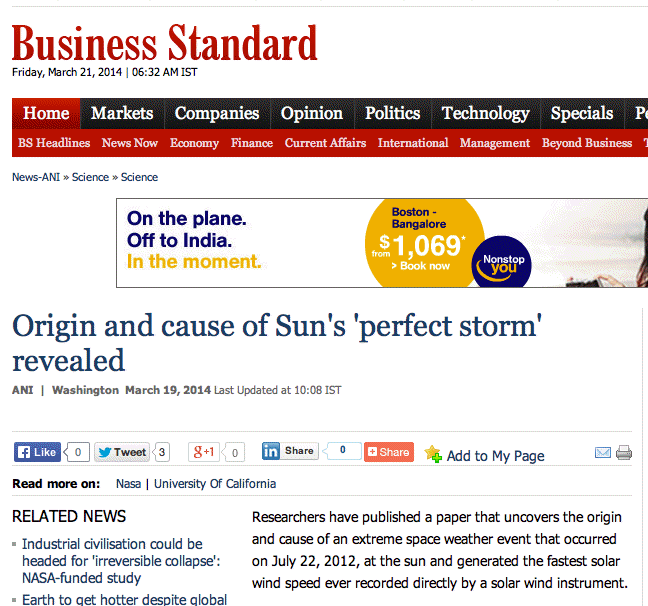 Business Standard
Friday, March 21, 2014 | 06:32 AM IST
Home Markets Companies Opinion Politics Technology Specials
BS Headlines News Now Economy Finance Current Affairs International Management Beyond Business
News-ANI » Science » Science
On the plane.
Off to India.
In the moment.
Boston -
Bangalore
from $1,069*
> Book now
Nonstop
you
Origin and cause of Sun's 'perfect storm'
revealed
ANI | Washington March 19, 2014 Last Updated at 10:08 IST
Like 0 Tweet 3 g+1 0 in Share 0 Share Add to My Page
Read more on: Nasa | University Of California
RELATED NEWS
Industrial civilisation could be
headed for 'irreversible collapse':
NASA-funded study
Earth to get hotter despite global
Researchers have published a paper that uncovers the origin
and cause of an extreme space weather event that occurred
on July 22, 2012, at the sun and generated the fastest solar
wind speed ever recorded directly by a solar wind instrument.